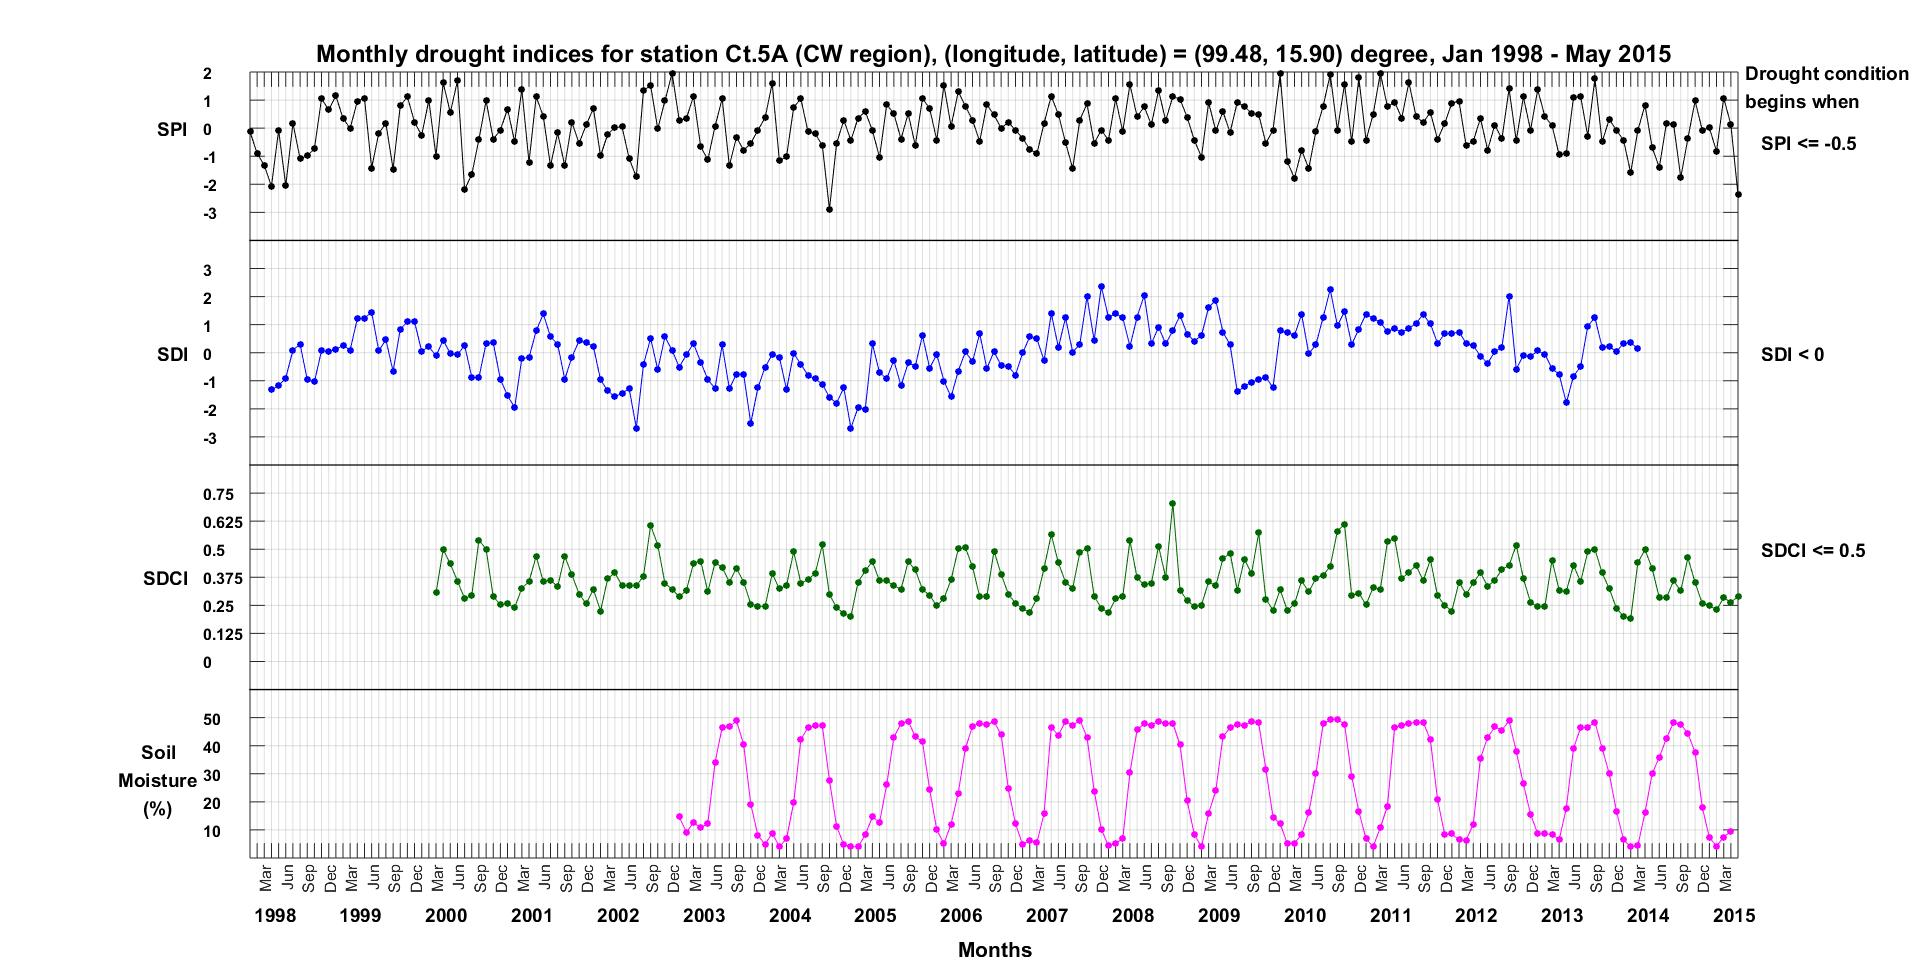 Monthly drought indices for station Ct.5A (CW region), (longitude, latitude) = (99.48, 15.90) degree, Jan 1998 - May 2015
Drought condition
begins when
SPI <= -0.5
SPI
2
1
0
-1
-2
-3
SDI
3
2
1
0
-1
-2
-3
SDI < 0
SDCI
0.75
0.625
0.5
0.375
0.25
0.125
0
SDCI <= 0.5
Soil
Moisture
(%)
50
40
30
20
10
Mar Jun Sep Dec Mar Jun Sep Dec Mar Jun Sep Dec Mar Jun Sep Dec Mar Jun Sep Dec Mar Jun Sep Dec Mar Jun Sep Dec Mar Jun Sep Dec Mar Jun Sep Dec Mar Jun Sep Dec Mar Jun Sep Dec Mar Jun Sep Dec Mar Jun Sep Dec Mar Jun Sep Dec Mar Jun Sep Dec Mar Jun Sep Dec Mar Jun Sep Dec Mar
1998 1999 2000 2001 2002 2003 2004 2005 2006 2007 2008 2009 2010 2011 2012 2013 2014 2015
Months